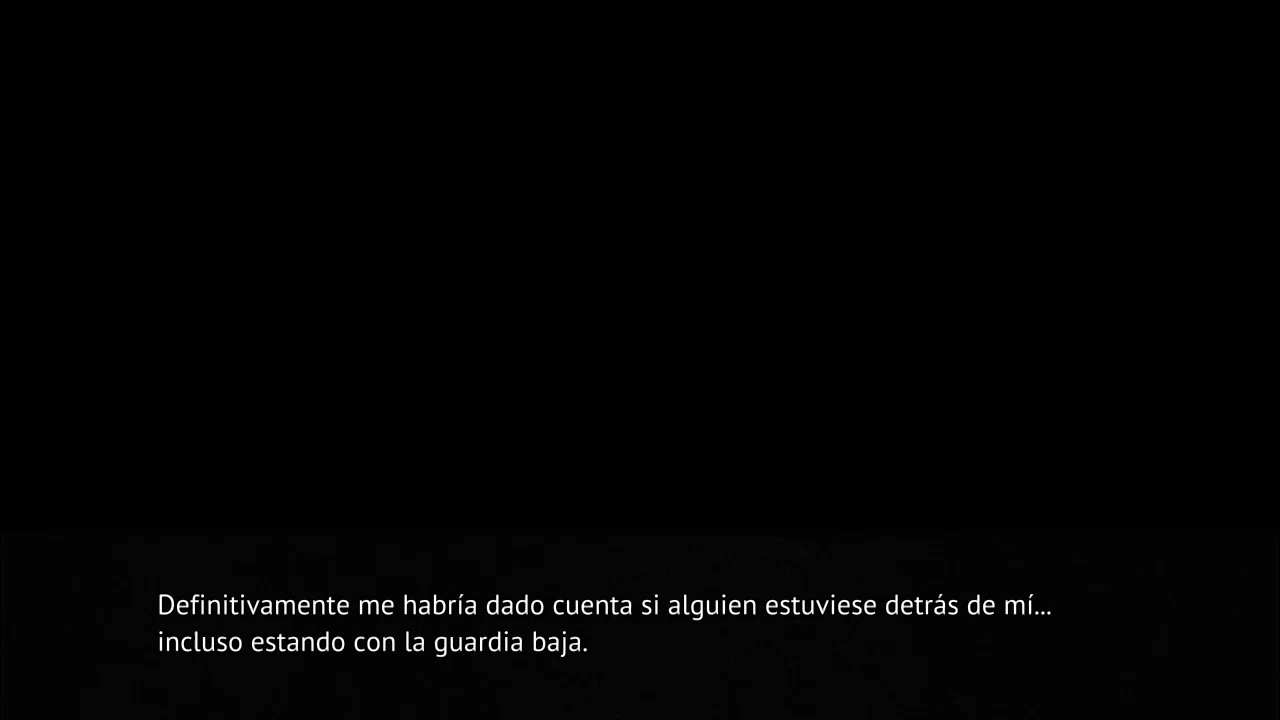 Definitivamente me habría dado cuenta si alguien estuviese detrás de mí...
incluso estando con la guardia baja.